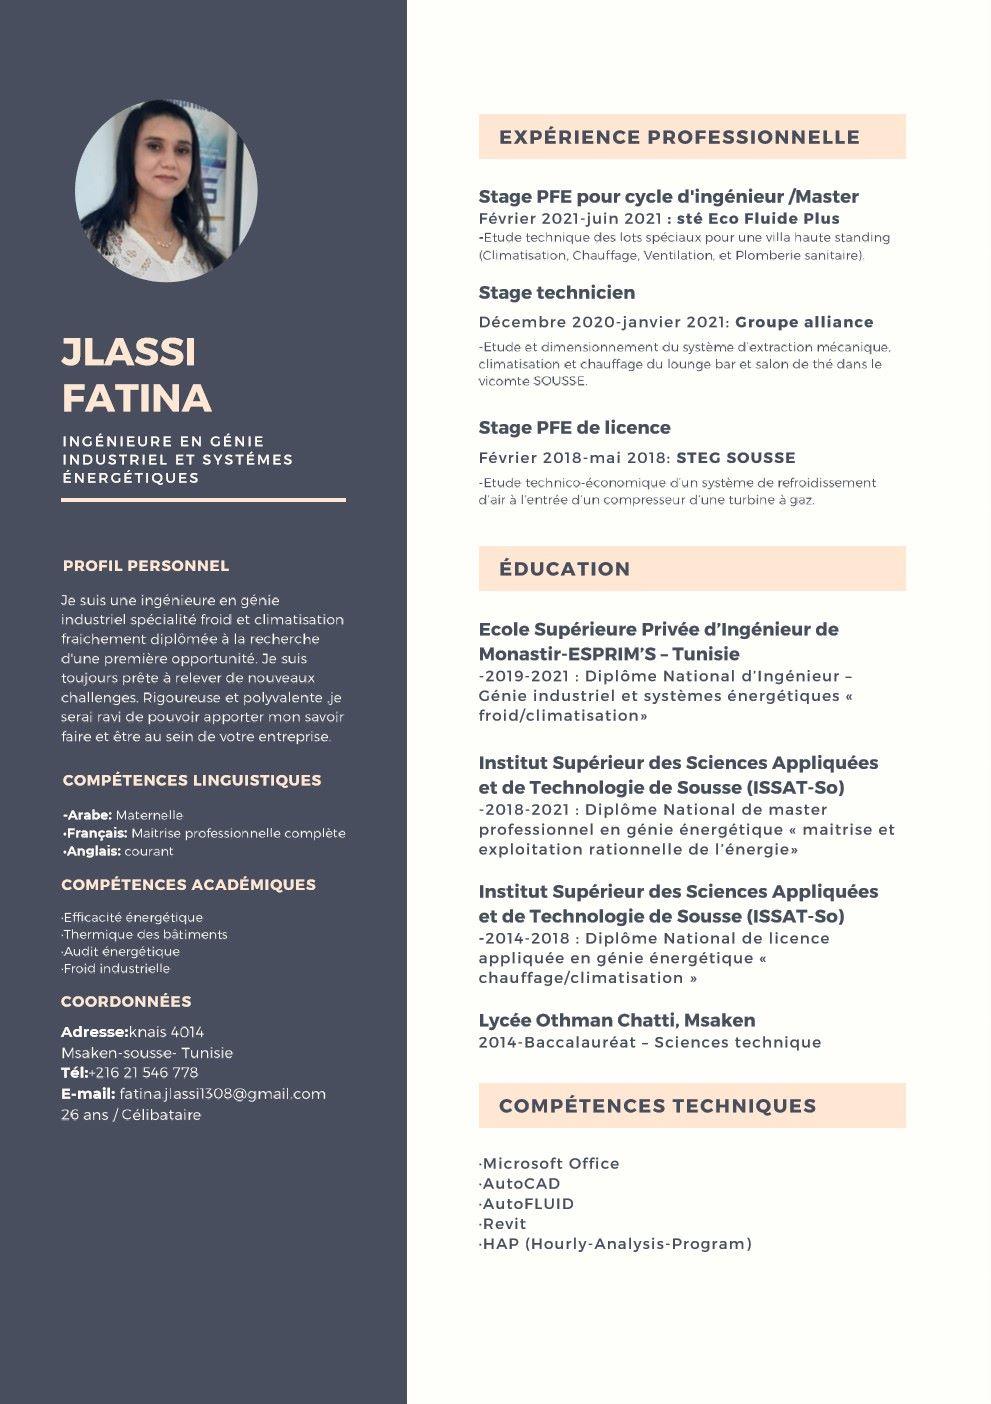 JLASSI
FATINA
INGÉNIEURE EN GÉNIE
INDUSTRIEL ET SYSTÉMES
ÉNERGÉTIQUES
PROFIL PERSONNEL
Je suis une ingénieure en génie
industriel spécialité froid et climatisation
fraichement diplômée à la recherche
d'une première opportunité. Je suis
toujours prête à relever de nouveaux
challenges. Rigoureuse et polyvalente ,je
serai ravi de pouvoir apporter mon savoir
faire et être au sein de votre entreprise.
COMPÉTENCES LINGUISTIQUES
-Arabe: Maternelle
·Français: Maitrise professionnelle complète
·Anglais: courant
COMPÉTENCES ACADÉMIQUES
·Efficacité énergétique
·Thermique des bâtiments
·Audit énergétique
·Froid industrielle
COORDONNÉES
Adresse:knais 4014
Msaken-sousse- Tunisie
Tél:+216 21 546 778
E-mail: fatinajlassi1308@gmail.com
26 ans / Célibataire
EXPÉRIENCE PROFESSIONNELLE
Stage PFE pour cycle d'ingénieur /Master
Février 2021-juin 2021 : sté Eco Fluide Plus
-Etude technique des lots spéciaux pour une villa haute standing
(Climatisation, Chauffage, Ventilation, et Plomberie sanitaire).
Stage technicien
Décembre 2020-janvier 2021: Groupe alliance
-Etude et dimensionnement du système d'extraction mécanique,
climatisation et chauffage du lounge bar et salon de thé dans le
vicomte SOUSSE.
Stage PFE de licence
Février 2018-mai 2018: STEG SOUSSE
-Etude technico-économique d'un système de refroidissement
d'air à l'entrée d'un compresseur d'une turbine à gaz.
ÉDUCATION
Ecole Supérieure Privée d'Ingénieur de
Monastir-ESPRIM'S – Tunisie
-2019-2021 : Diplôme National d'Ingénieur –
Génie industriel et systèmes énergétiques «
froid/climatisation»
Institut Supérieur des Sciences Appliquées
et de Technologie de Sousse (ISSAT-So)
-2018-2021 : Diplôme National de master
professionnel en génie énergétique « maitrise et
exploitation rationnelle de l'énergie»
Institut Supérieur des Sciences Appliquées
et de Technologie de Sousse (ISSAT-So)
-2014-2018 : Diplôme National de licence
appliquée en génie énergétique «
chauffage/climatisation »
Lycée Othman Chatti, Msaken
2014-Baccalauréat – Sciences technique
COMPÉTENCES TECHNIQUES
·Microsoft Office
·AutoCAD
·AutoFLUID
·Revit
·HAP (Hourly-Analysis-Program)